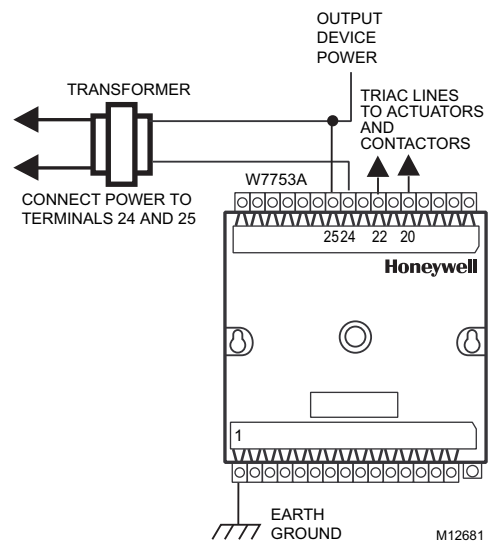 OUTPUT
DEVICE
POWER
TRANSFORMER
TRIAC LINES
TO ACTUATORS
AND
CONTACTORS
W7753A
CONNECT POWER TO
TERMINALS 24 AND 25
25 24 22 20
Honeywell
1
EARTH
GROUND
M12681